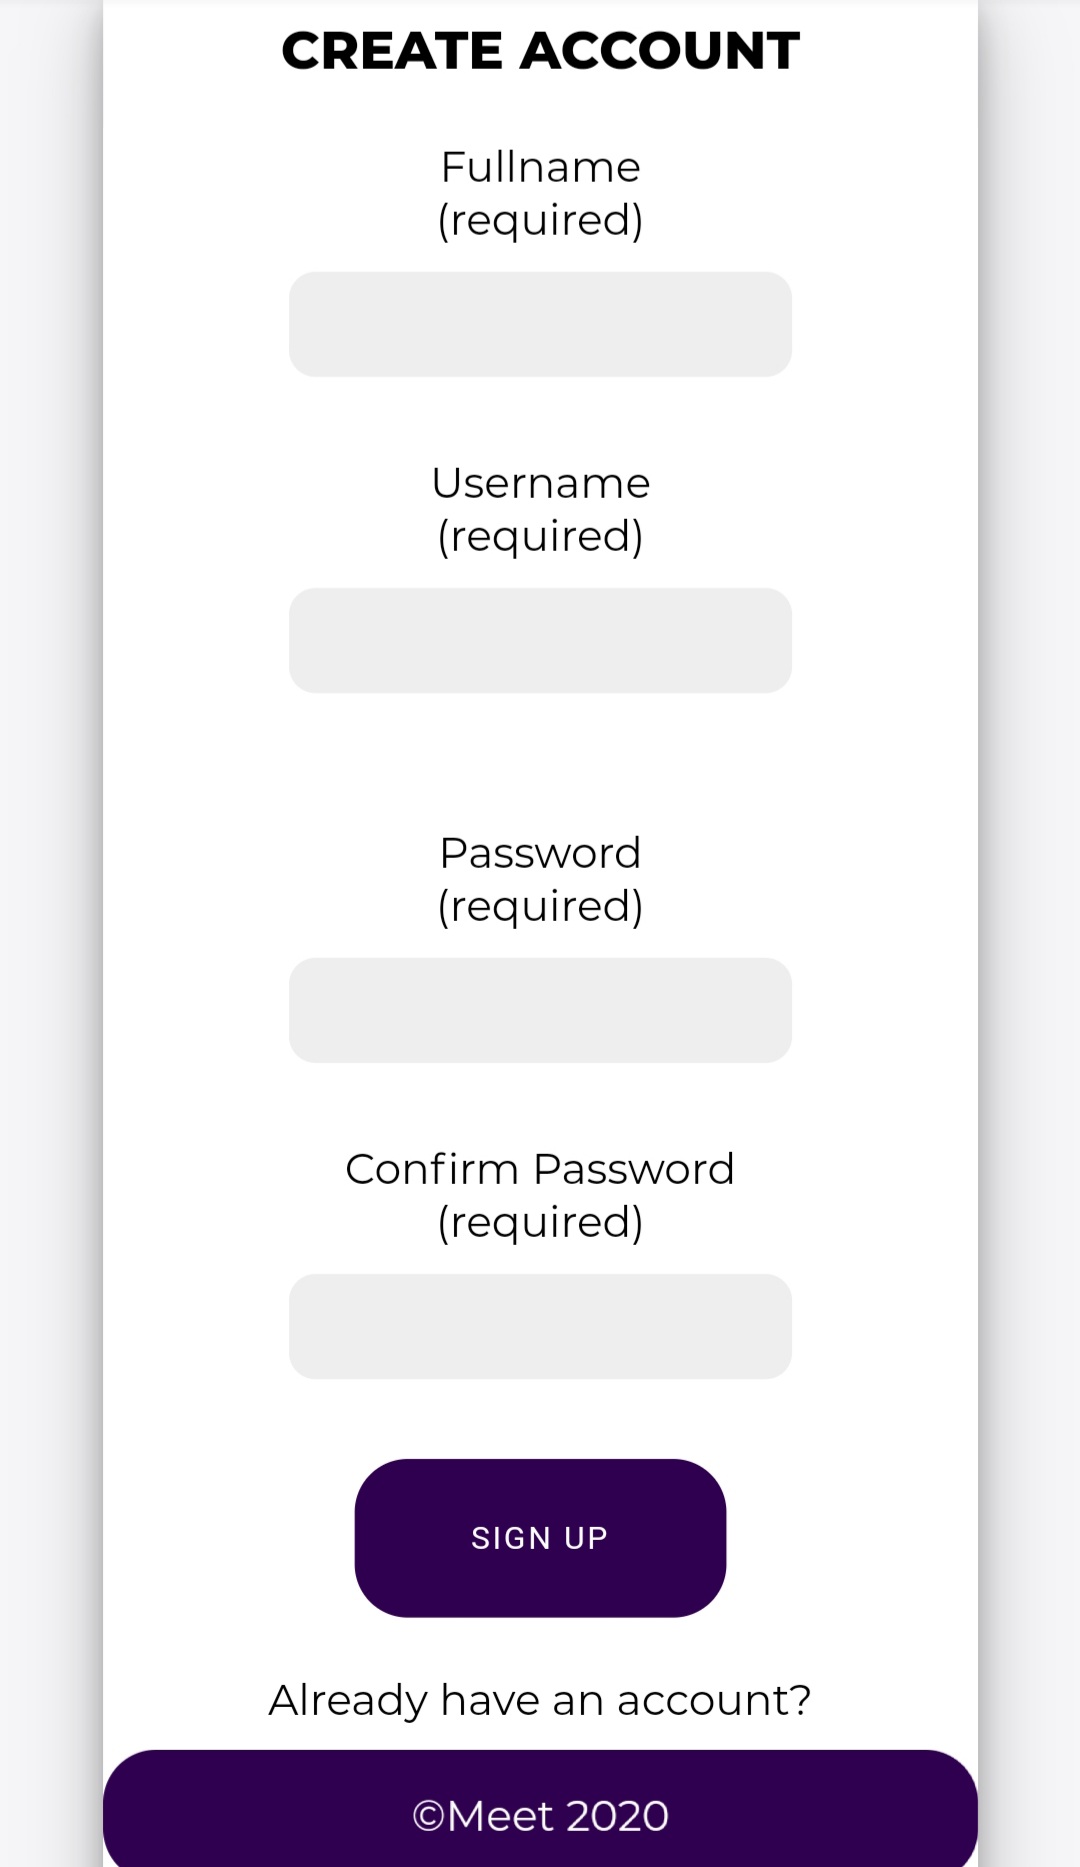 CREATE ACCOUNT
Fullname
(required)
Username
(required)
Password
(required)
Confirm Password
(required)
SIGN UP
Already have an account?
©Meet 2020